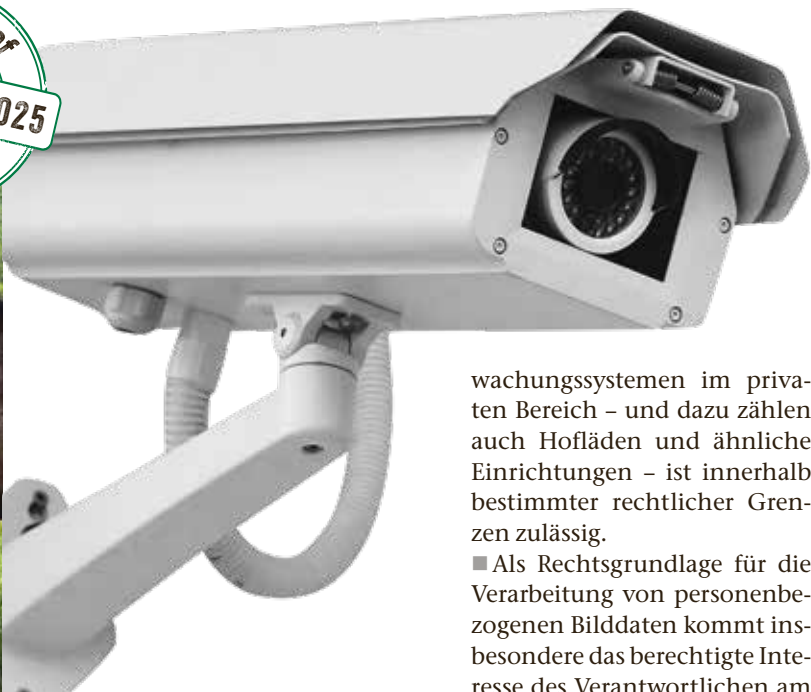 025
wachungssystemen im priva-
ten Bereich – und dazu zählen
auch Hofläden und ähnliche
Einrichtungen – ist innerhalb
bestimmter rechtlicher Gren-
zen zulässig.
■ Als Rechtsgrundlage für die
Verarbeitung von personenbe-
zogenen Bilddaten kommt ins-
besondere das berechtigte Inte-
resse des Verantwortlichen am